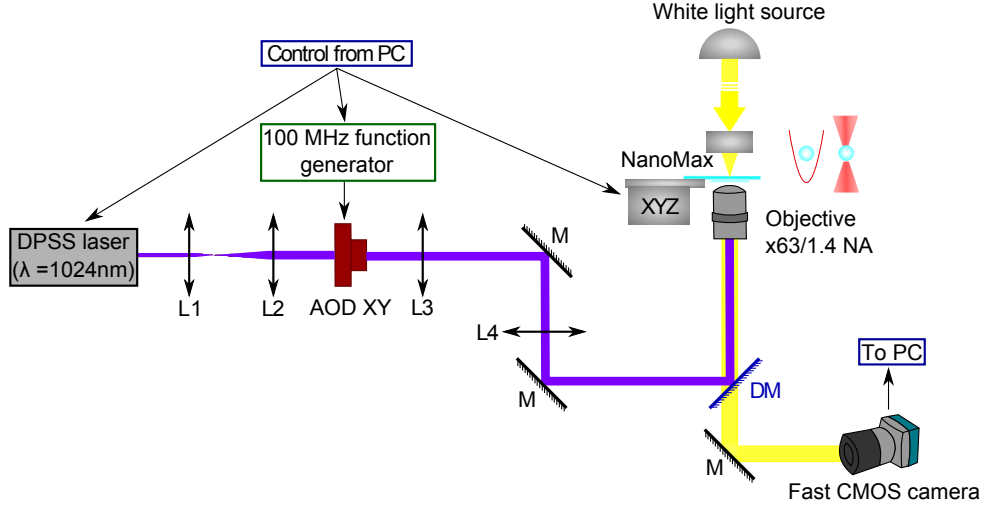 White light source
Control from PC
100 MHz function
generator
NanoMax
XYZ
Objective
x63/1.4 NA
DPSS laser
(λ =1024nm)
M
L1
L2
AOD XY
L3
L4
To PC
M
DM
M
Fast CMOS camera